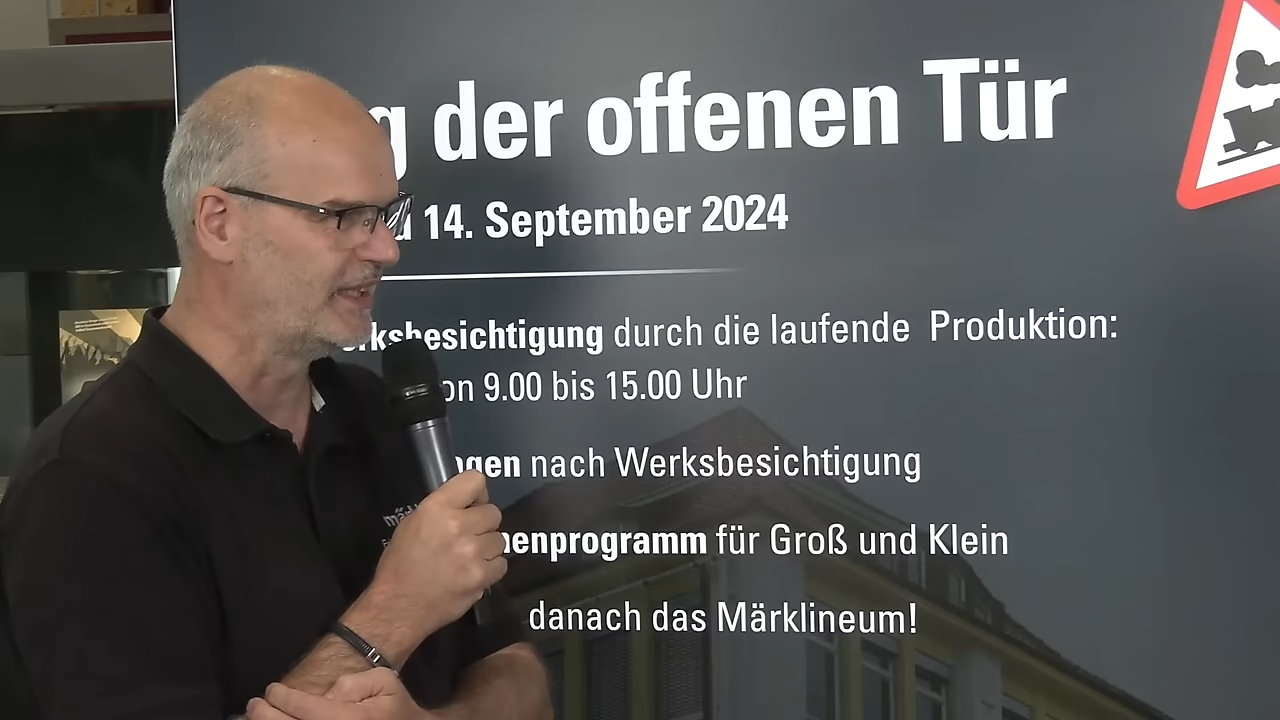 der offenen Tür
14. September 2024
ksbesichtigung durch die laufende Produktion:
on 9.00 bis 15.00 Uhr
gen nach Werksbesichtigung
enprogramm für Groß und Klein
danach das Märklineum!